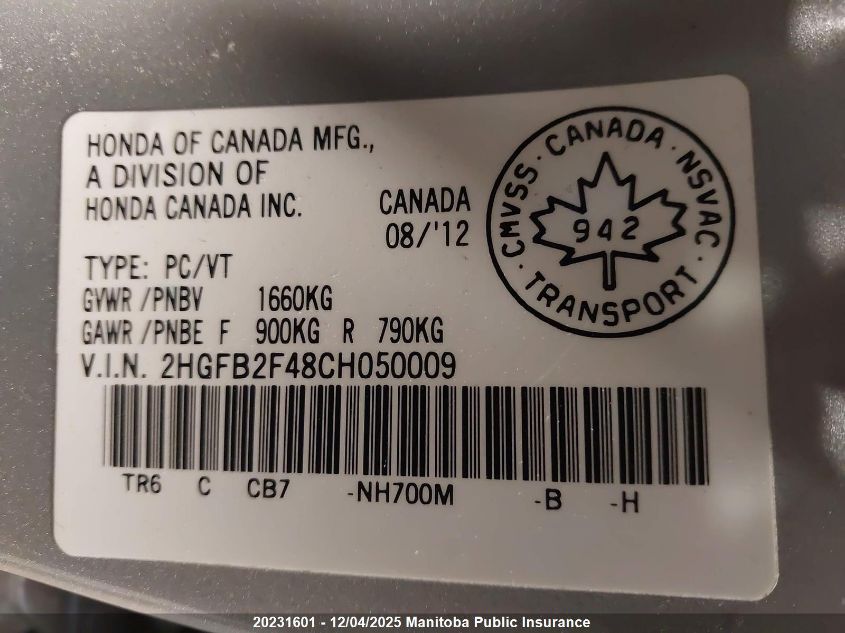 HONDA OF CANADA MFG.,
A DIVISION OF
HONDA CANADA INC.
CANADA
08/'12
TYPE: PC/VT
GVWR /PNBV 1660KG
GAWR /PNBE F 900KG R 790KG
V.I.N. 2HGFB2F48CH050009
TR6 C CB7 -NH700M -B -H
CMVSS · CANADA · NSVAC · TRANSPORT ·
942
20231601 - 12/04/2025 Manitoba Public Insurance